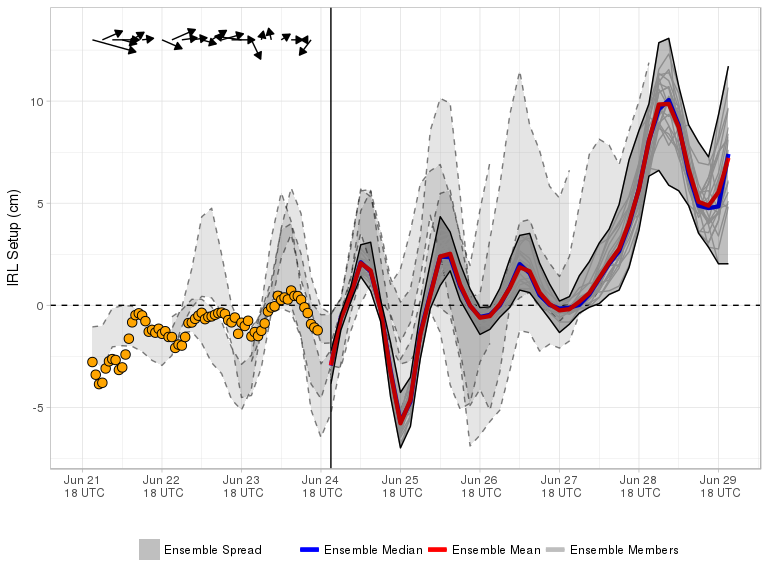 IRL Setup (cm)
10
5
0
-5
Jun 21 Jun 22 Jun 23 Jun 24 Jun 25 Jun 26 Jun 27 Jun 28 Jun 29
18 UTC 18 UTC 18 UTC 18 UTC 18 UTC 18 UTC 18 UTC 18 UTC 18 UTC
Ensemble Spread Ensemble Median Ensemble Mean Ensemble Members